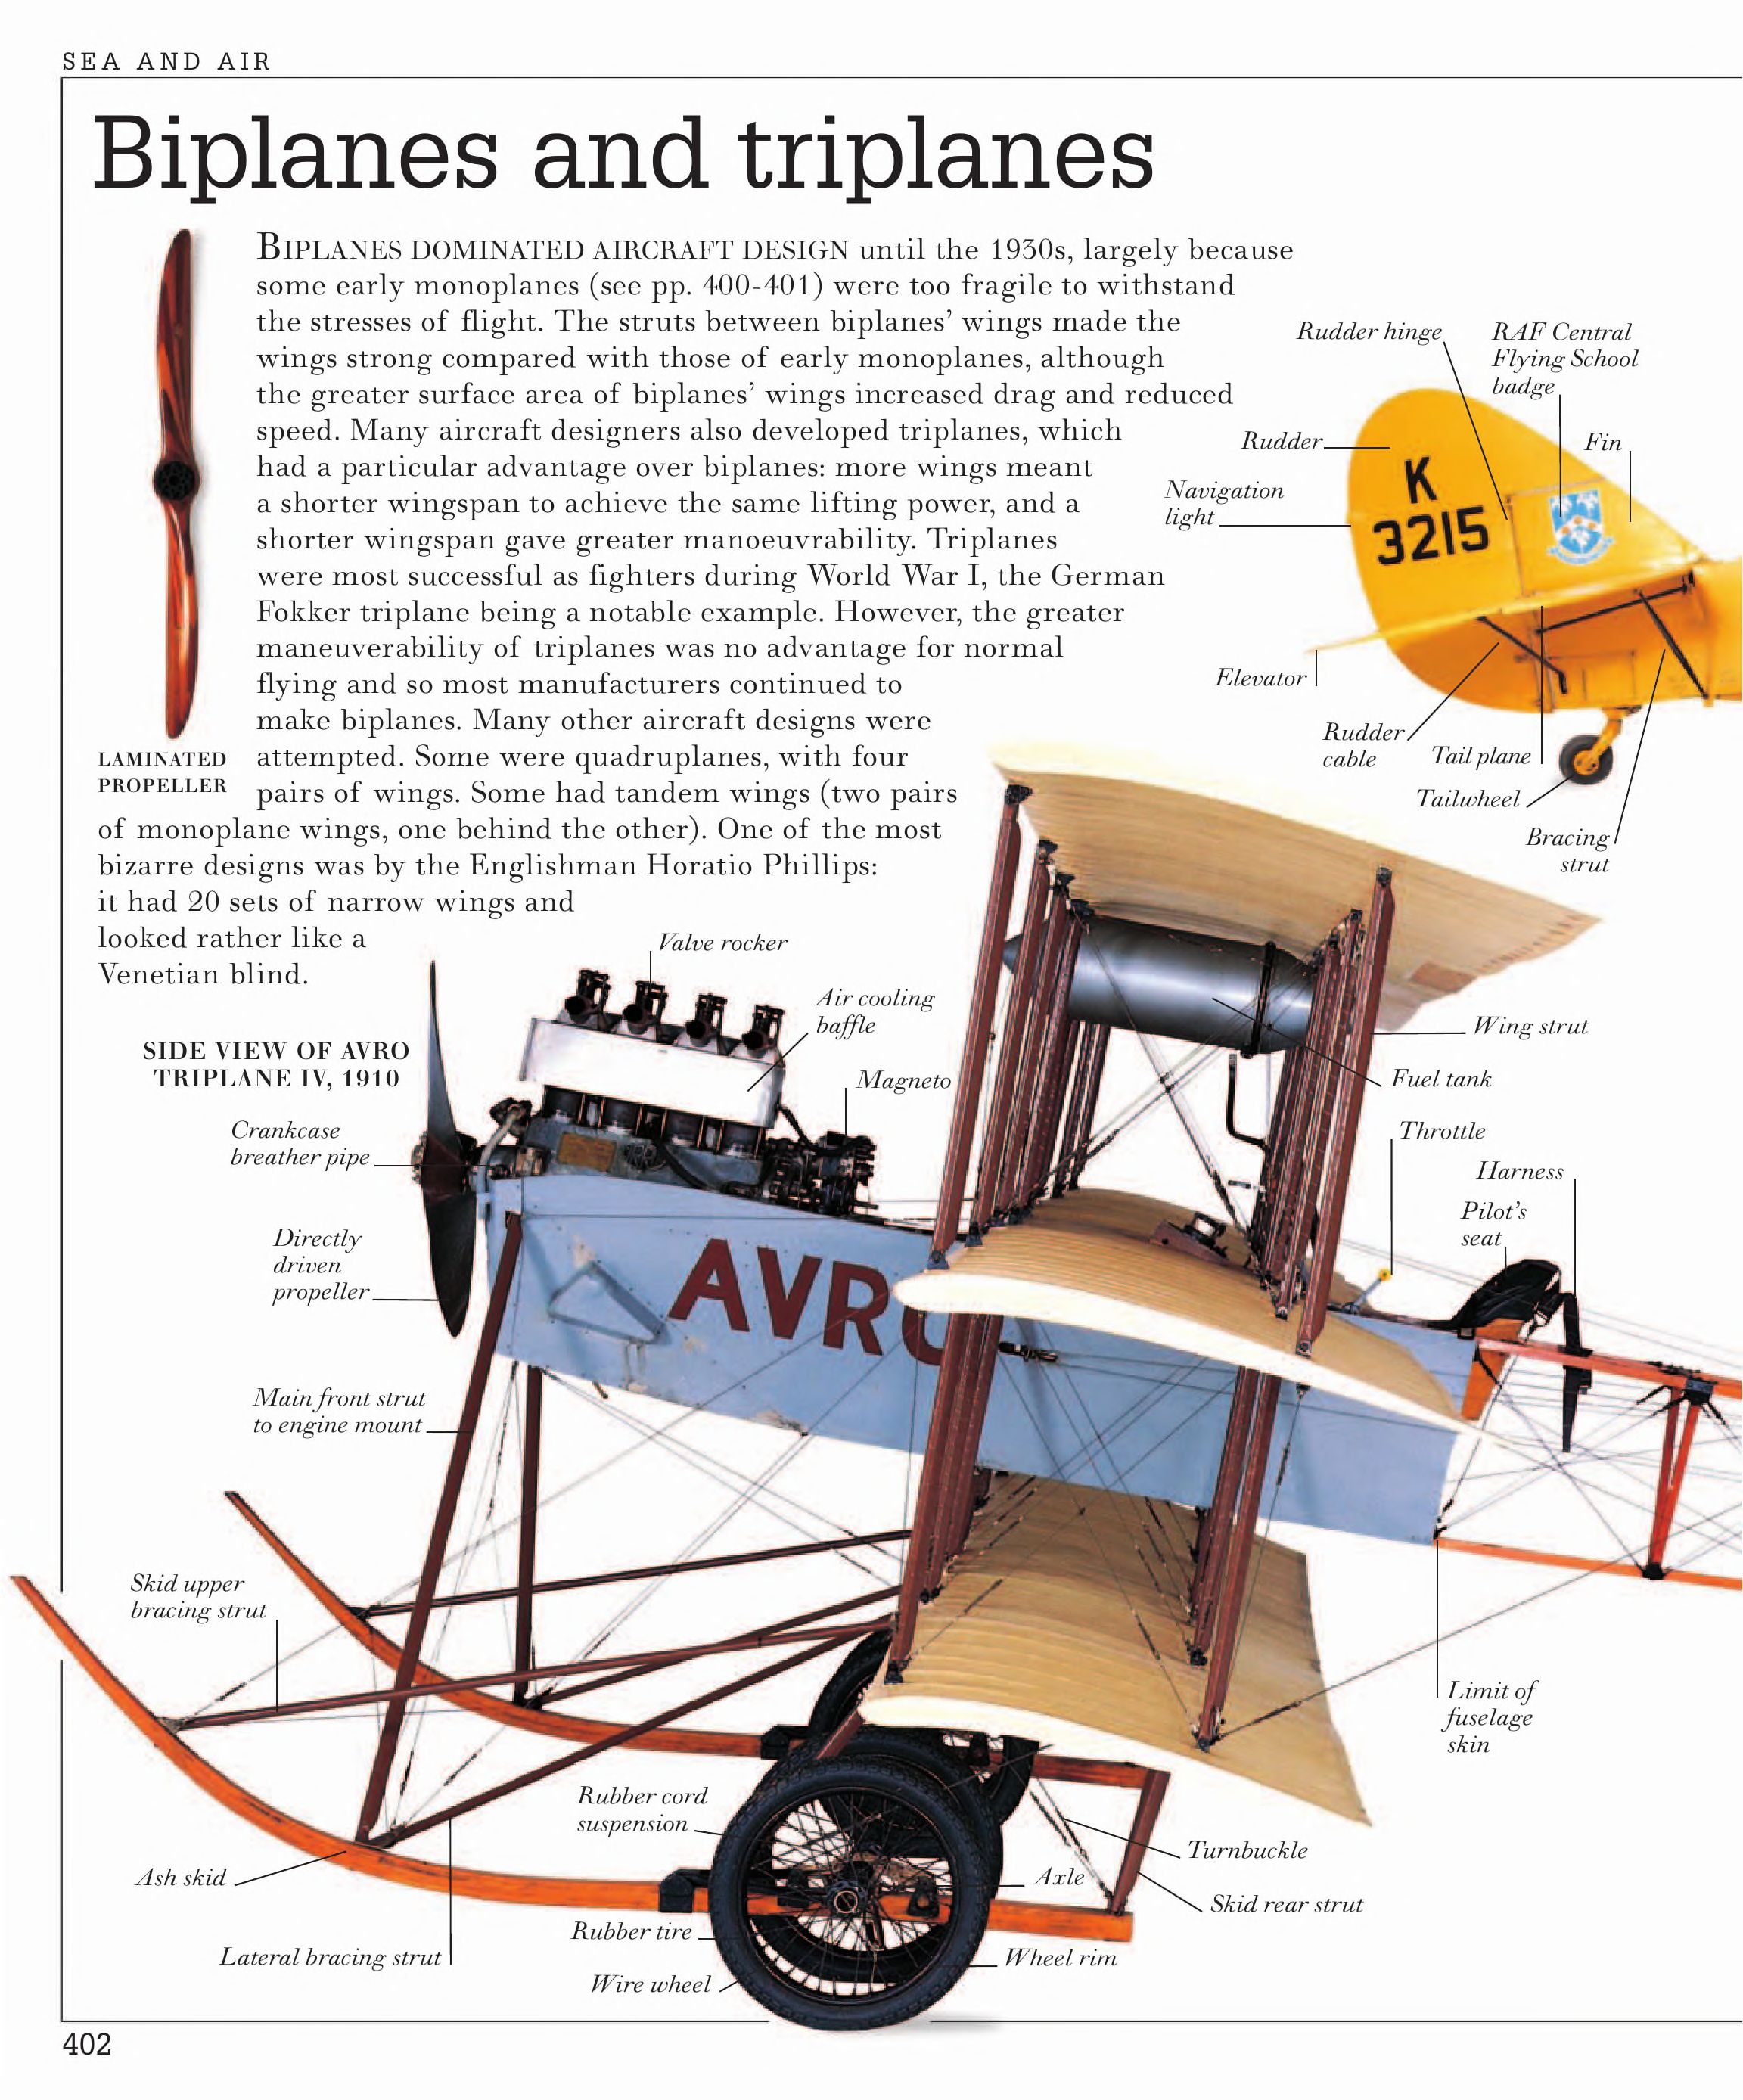 SEA AND AIR
Biplanes and triplanes
BIPLANES DOMINATED AIRCRAFT DESIGN until the 1930s, largely because
some early monoplanes (see pp. 400-401) were too fragile to withstand
the stresses of flight. The struts between biplanes’ wings made the
wings strong compared with those of early monoplanes, although
the greater surface area of biplanes’ wings increased drag and reduced
speed. Many aircraft designers also developed triplanes, which
had a particular advantage over biplanes: more wings meant
a shorter wingspan to achieve the same lifting power, and a
shorter wingspan gave greater manoeuvrability. Triplanes
were most successful as fighters during World War I, the German
Fokker triplane being a notable example. However, the greater
maneuverability of triplanes was no advantage for normal
flying and so most manufacturers continued to
make biplanes. Many other aircraft designs were
attempted. Some were quadruplanes, with four
pairs of wings. Some had tandem wings (two pairs
of monoplane wings, one behind the other). One of the most
bizarre designs was by the Englishman Horatio Phillips:
it had 20 sets of narrow wings and
looked rather like a
Venetian blind.
LAMINATED
PROPELLER
Rudder hinge
RAF Central
Flying School
badge
Rudder
Fin
Navigation
light
K
3215
Elevator
Rudder
cable
Tail plane
Tailwheel
Bracing
strut
SIDE VIEW OF AVRO
TRIPLANE IV, 1910
Valve rocker
Air cooling
baffle
Magneto
Wing strut
Fuel tank
Throttle
Harness
Pilot’s
seat
Crankcase
breather pipe
Directly
driven
propeller
AVRO
Main front strut
to engine mount
Skid upper
bracing strut
Limit of
fuselage
skin
Rubber cord
suspension
Turnbuckle
Ash skid
Axle
Skid rear strut
Rubber tire
Lateral bracing strut
Wheel rim
Wire wheel
402